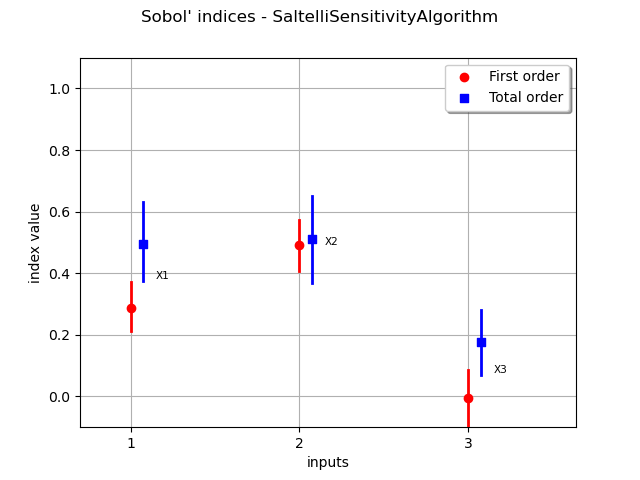 Sobol' indices - SaltelliSensitivityAlgorithm
First order
Total order
1.0
0.8
0.6
0.4
0.2
0.0
index value
X1
X2
X3
1
2
3
inputs